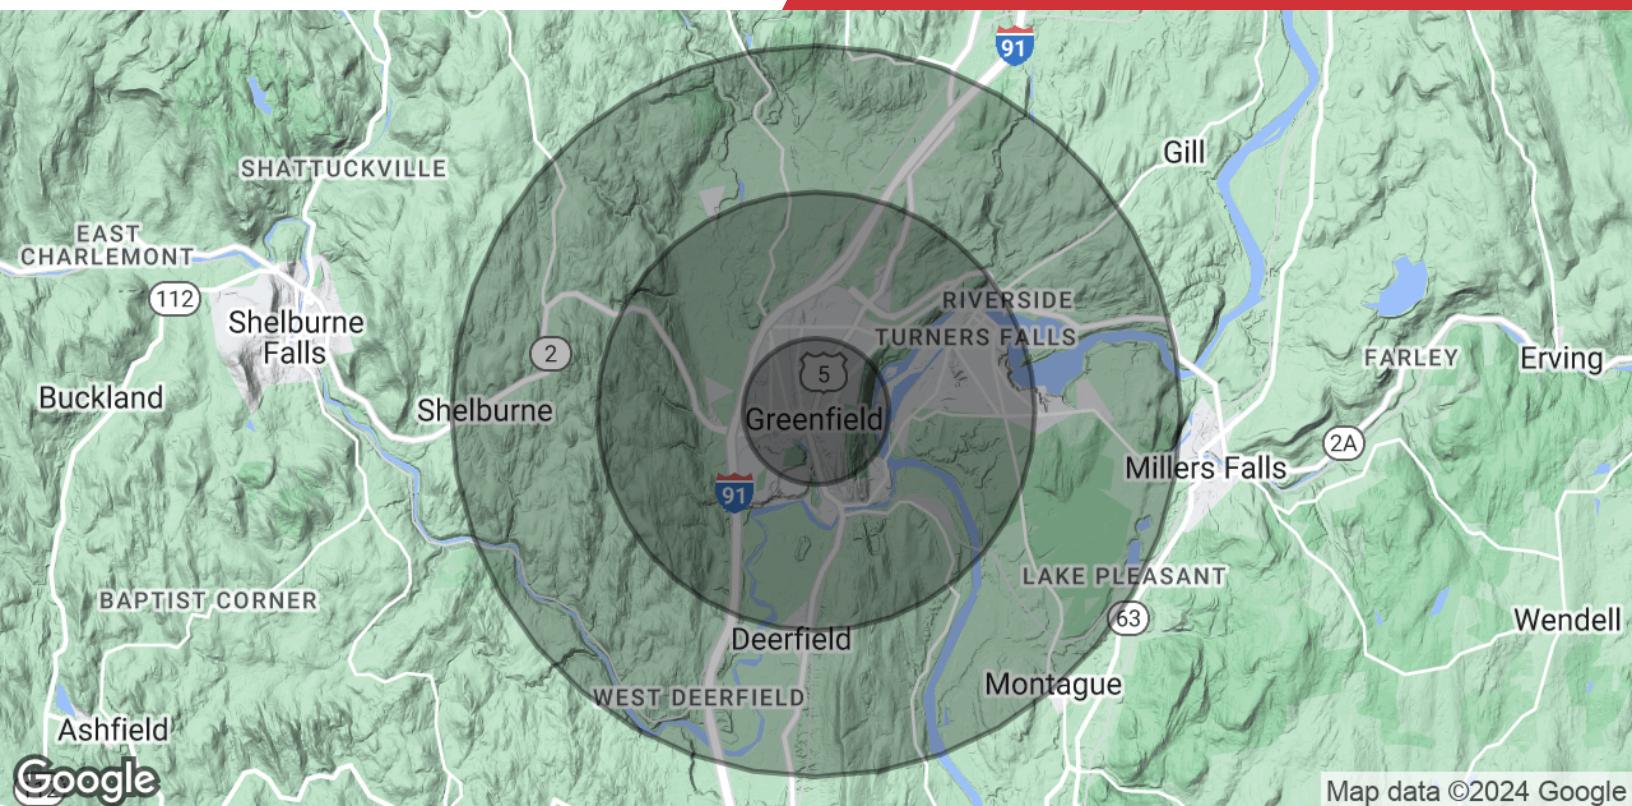 91
Gill
SHATTUCKVILLE
EAST
CHARLEMONT
112
RIVERSIDE
Shelburne
Falls
TURNERS FALLS
2
5
FARLEY
Erving
Buckland
Shelburne
Greenfield
2A
Millers Falls
91
LAKE PLEASANT
BAPTIST CORNER
63
Wendell
Deerfield
Montague
WEST DEERFIELD
Ashfield
Google
Map data ©2024 Google